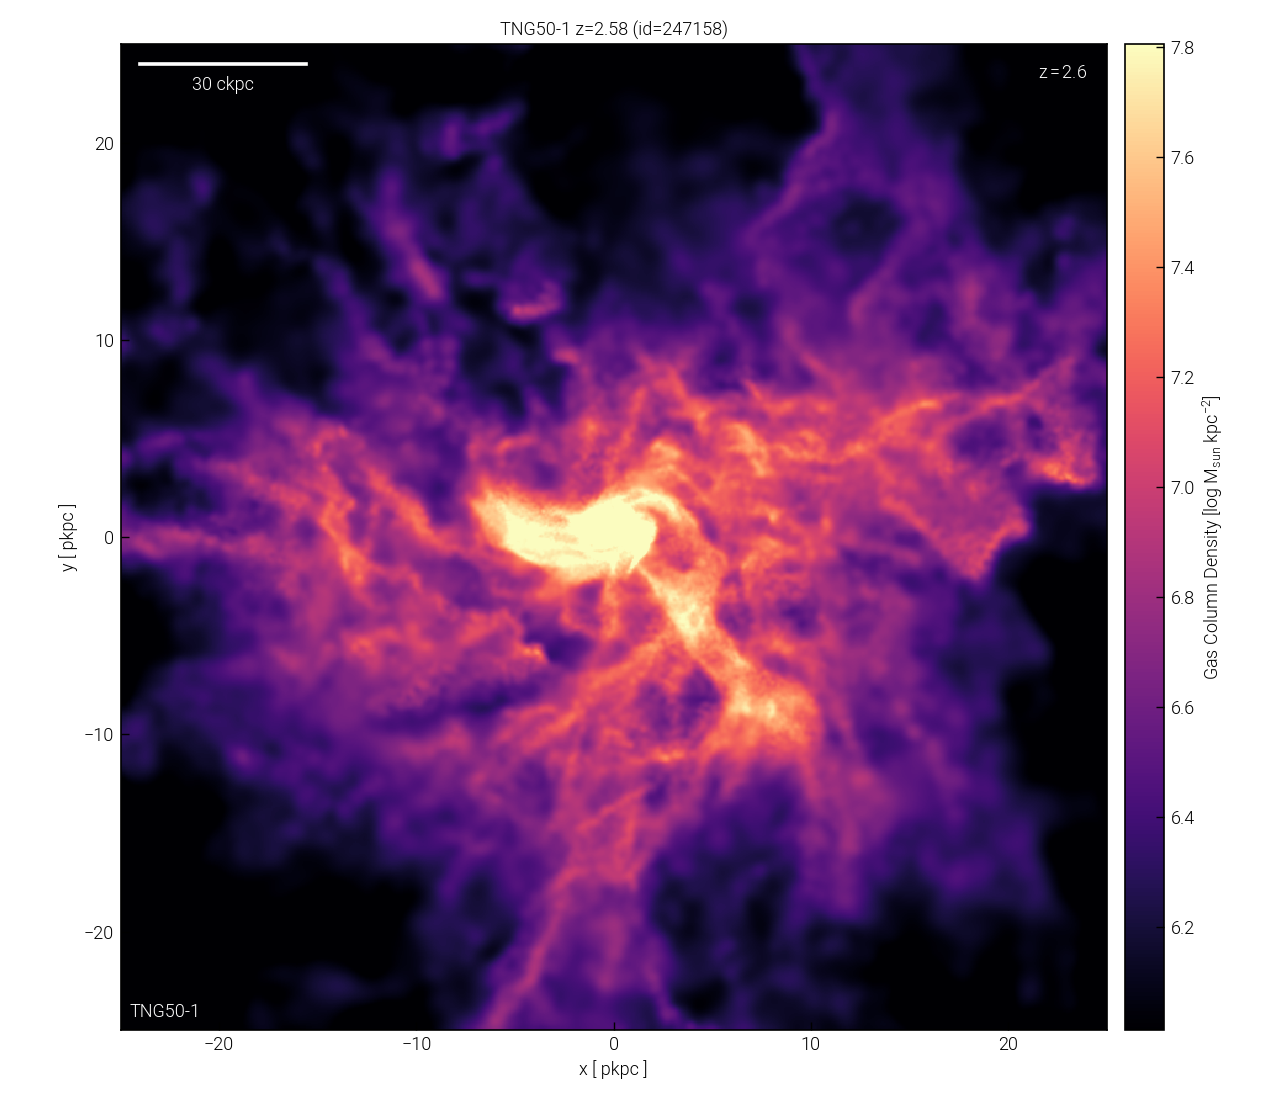 TNG50-1 z=2.58 (id=247158)
30 ckpc
z=2.6
TNG50-1
y [ pkpc ]
20
10
0
−10
−20
−20
−10
0
10
20
x [ pkpc ]
7.8
7.6
7.4
7.2
7.0
6.8
6.6
6.4
6.2
Gas Column Density [log M_sun kpc⁻²]